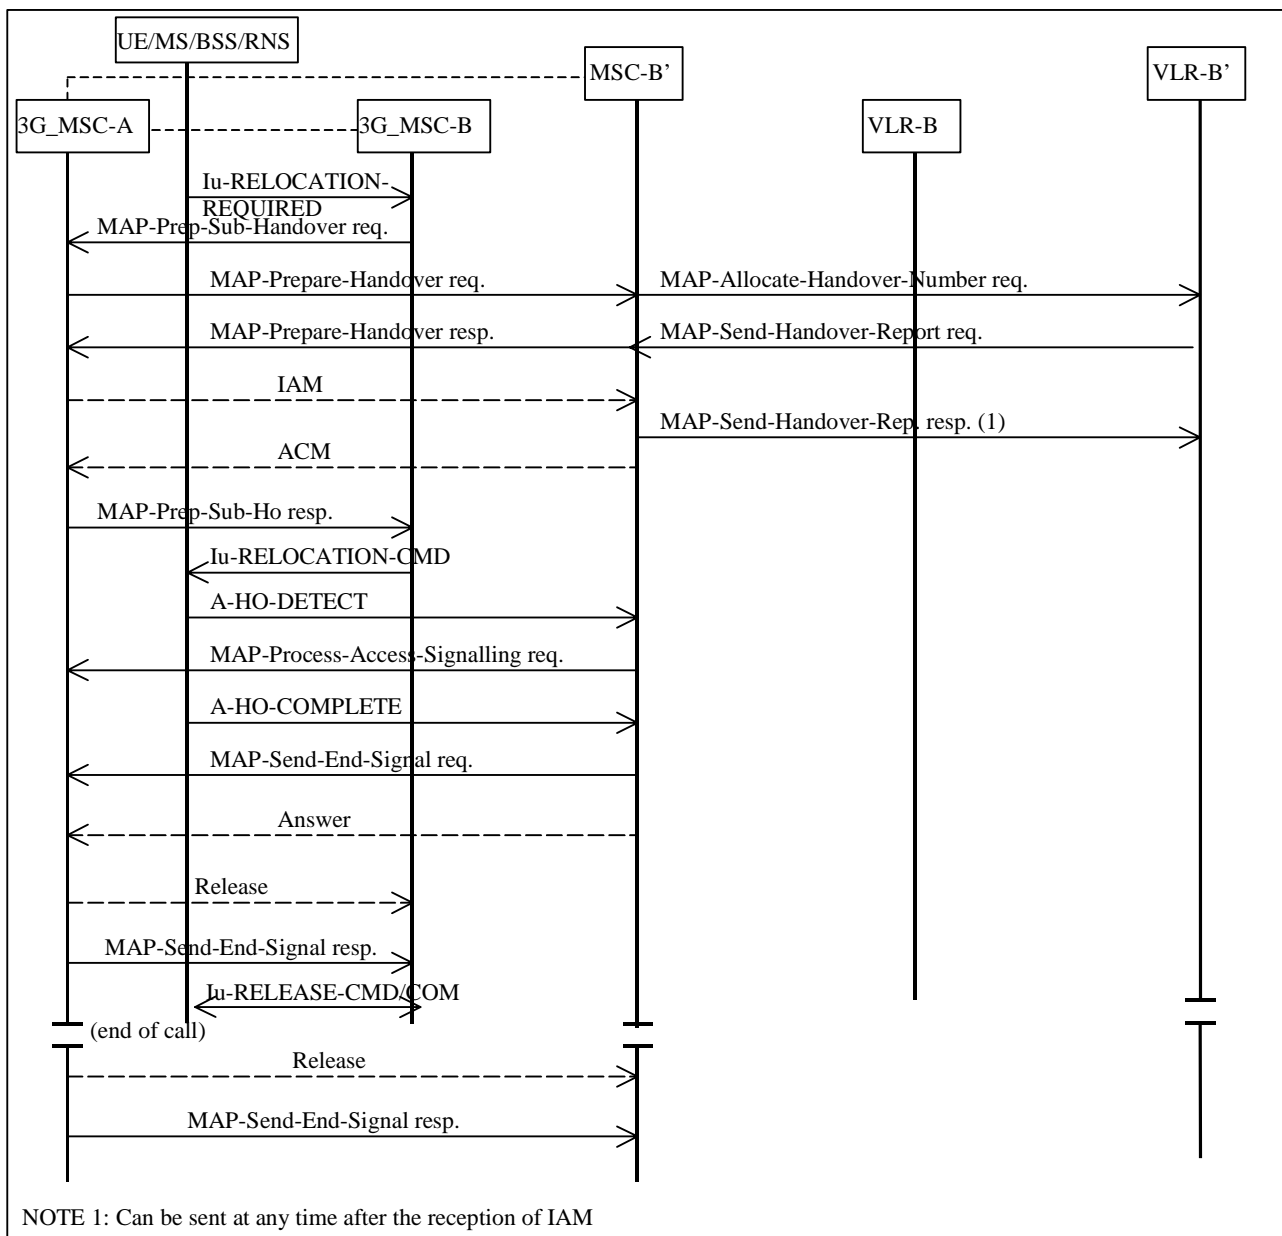 UE/MS/BSS/RNS
MSC-B’
VLR-B’
3G_MSC-A
3G_MSC-B
VLR-B
Iu-RELOCATION-
REQUIRED
MAP-Prep-Sub-Handover req.
MAP-Prepare-Handover req.
MAP-Allocate-Handover-Number req.
MAP-Prepare-Handover resp.
MAP-Send-Handover-Report req.
IAM
MAP-Send-Handover-Rep. resp. (1)
ACM
MAP-Prep-Sub-Ho resp.
Iu-RELOCATION-CMD
A-HO-DETECT
MAP-Process-Access-Signalling req.
A-HO-COMPLETE
MAP-Send-End-Signal req.
Answer
Release
MAP-Send-End-Signal resp.
Iu-RELEASE-CMD/COM
(end of call)
Release
MAP-Send-End-Signal resp.
NOTE 1: Can be sent at any time after the reception of IAM